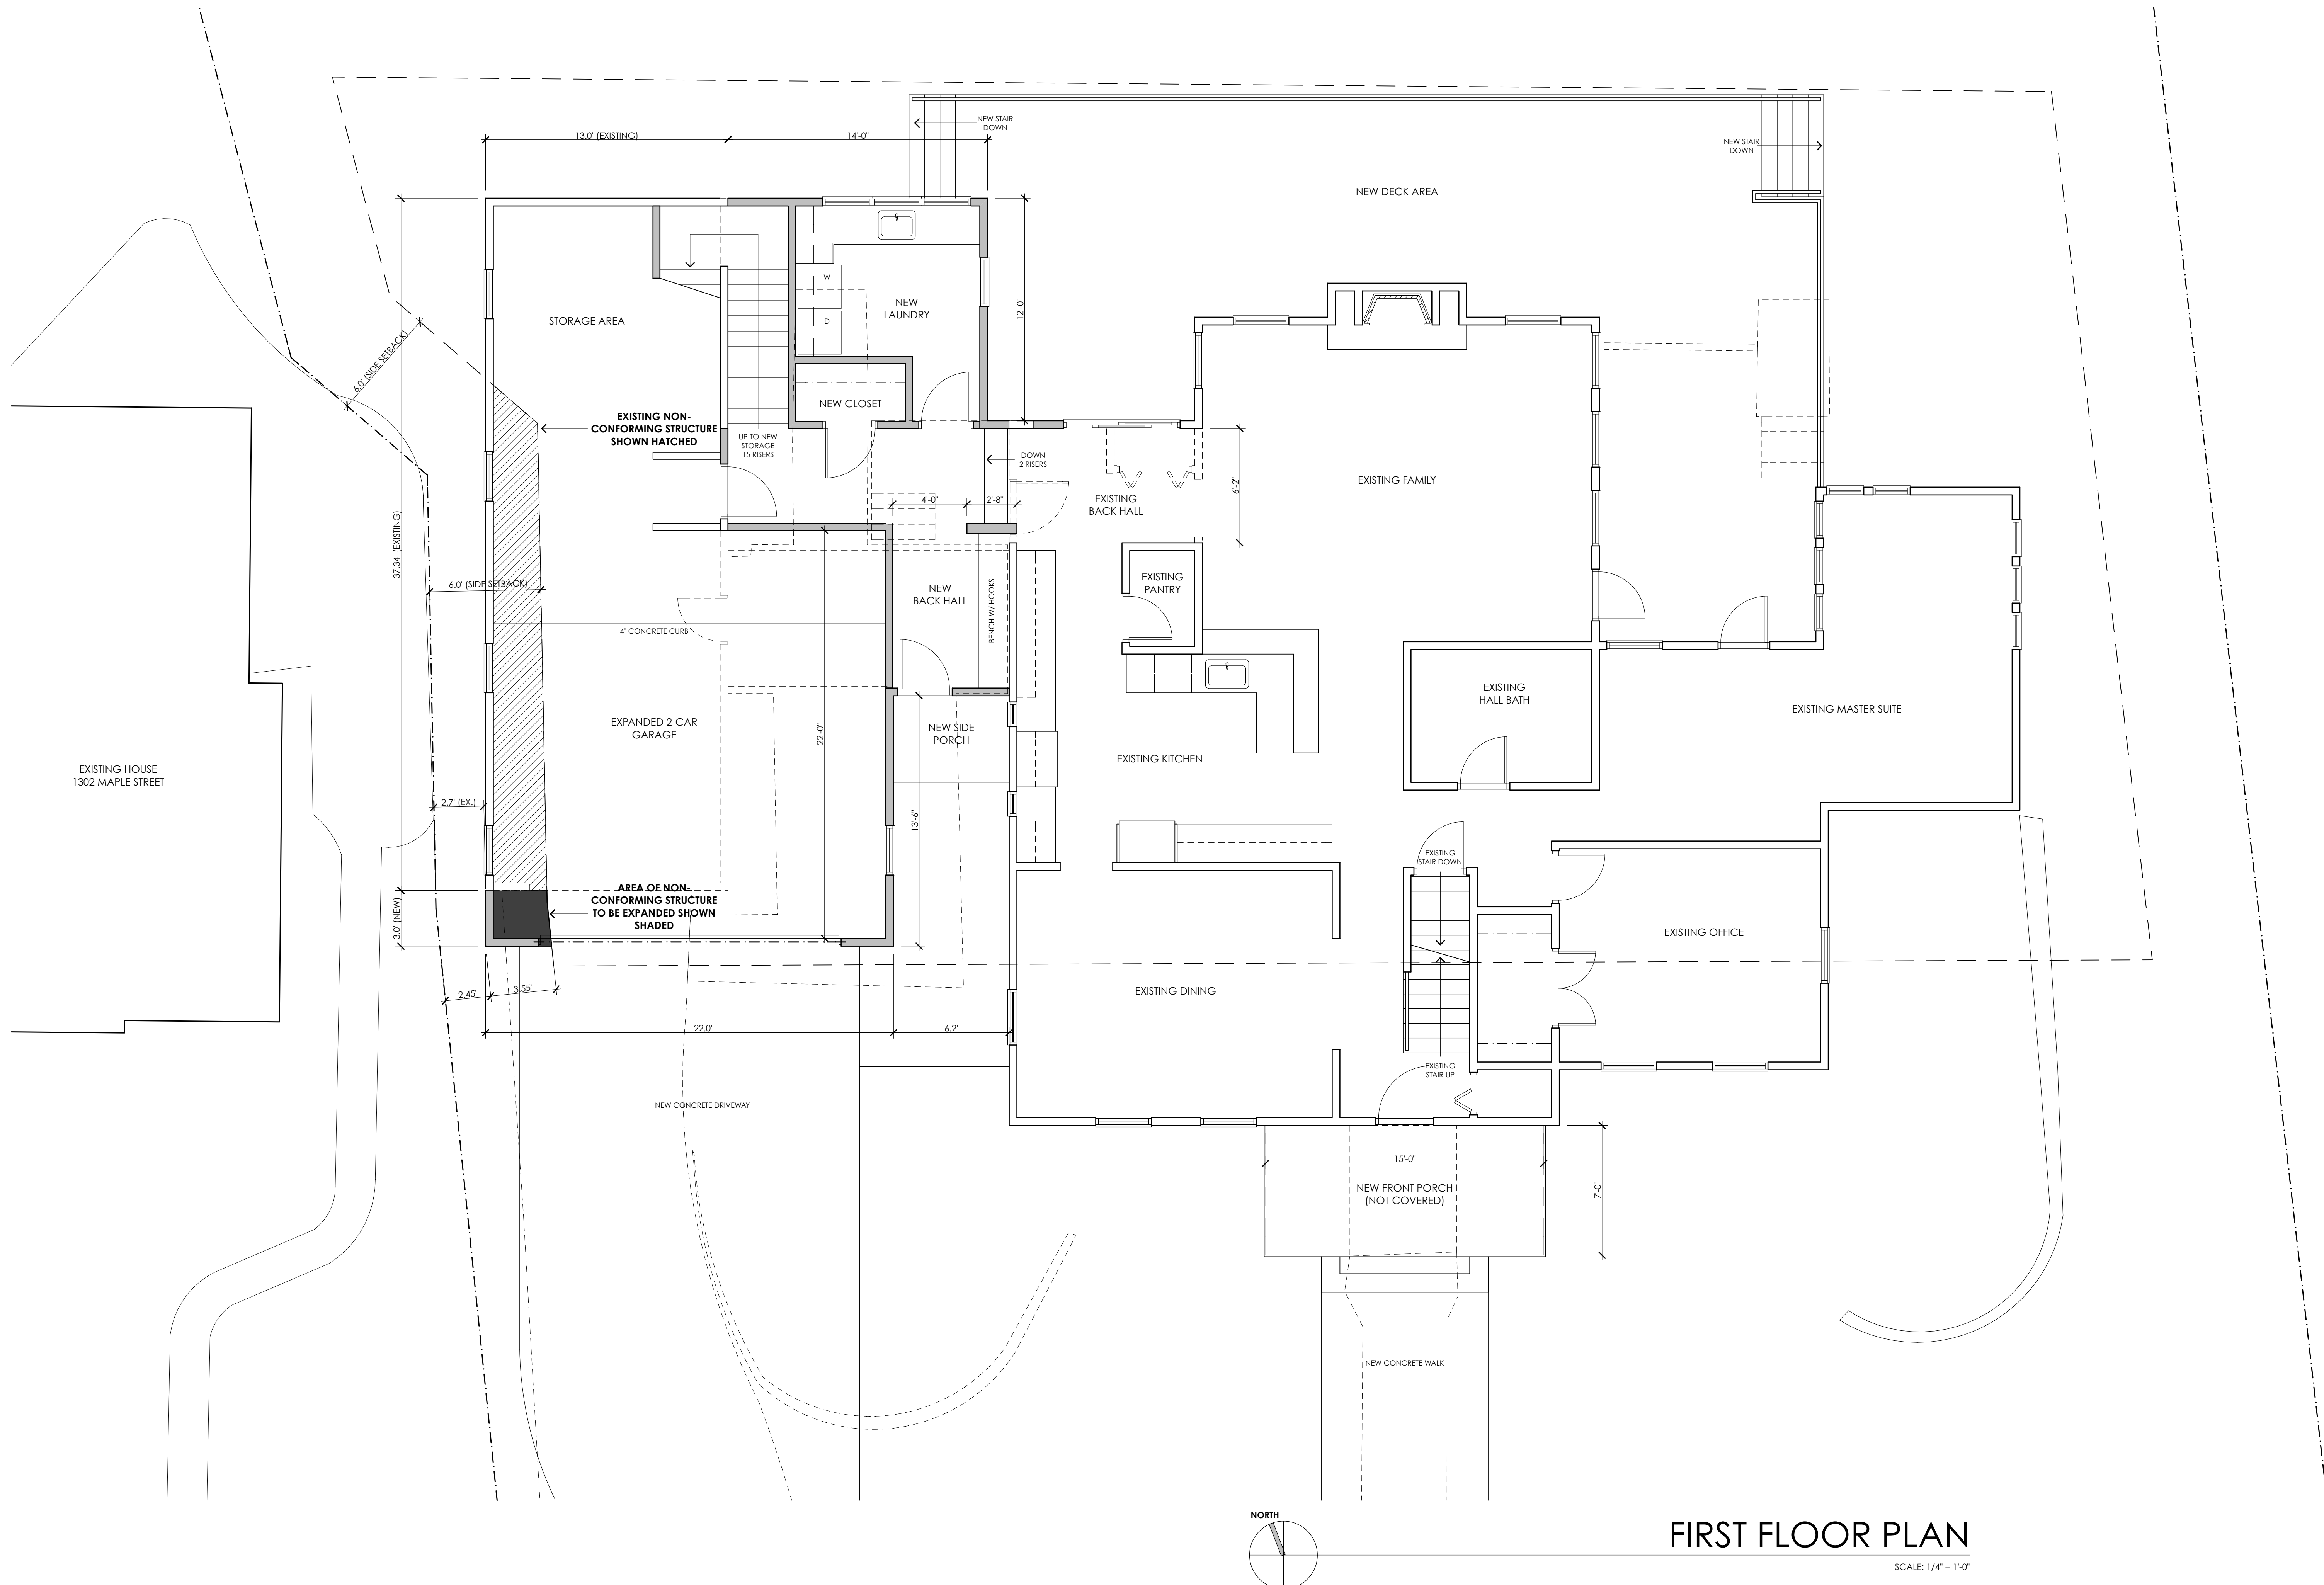 NEW STAIR
DOWN
13.0' (EXISTING)
14'-0"
NEW STAIR
DOWN
NEW DECK AREA
W
D
NEW
LAUNDRY
12'-0"
STORAGE AREA
6.0' (SIDE SETBACK)
NEW CLOSET
EXISTING NON-
CONFORMING STRUCTURE
SHOWN HATCHED
UP TO NEW
STORAGE
15 RISERS
DOWN
2 RISERS
EXISTING FAMILY
6'-2"
4'-0"
2'-8"
EXISTING
BACK HALL
37.34' (EXISTING)
6.0' (SIDE SETBACK)
EXISTING
PANTRY
NEW
BACK HALL
BENCH W/ HOOKS
4" CONCRETE CURB
EXISTING
HALL BATH
EXISTING MASTER SUITE
EXPANDED 2-CAR
GARAGE
22'-0"
NEW SIDE
PORCH
EXISTING KITCHEN
EXISTING HOUSE
1302 MAPLE STREET
2.7' (EX.)
13'-6"
EXISTING
STAIR DOWN
AREA OF NON-
CONFORMING STRUCTURE
TO BE EXPANDED SHOWN
SHADED
3.0' (NEW)
EXISTING OFFICE
2.45'
3.55'
EXISTING DINING
22.0'
6.2'
EXISTING
STAIR UP
NEW CONCRETE DRIVEWAY
15'-0"
NEW FRONT PORCH
(NOT COVERED)
7'-0"
NEW CONCRETE WALK
NORTH
FIRST FLOOR PLAN
SCALE: 1/4" = 1'-0"